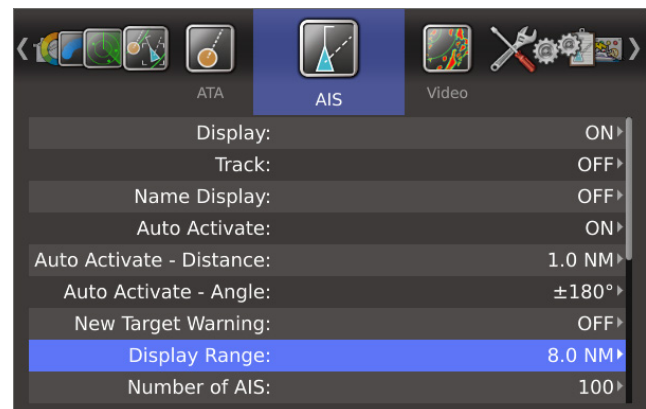 ATA
AIS
Video
Display: ON
Track: OFF
Name Display: OFF
Auto Activate: ON
Auto Activate - Distance: 1.0 NM
Auto Activate - Angle: ±180°
New Target Warning: OFF
Display Range: 8.0 NM
Number of AIS: 100